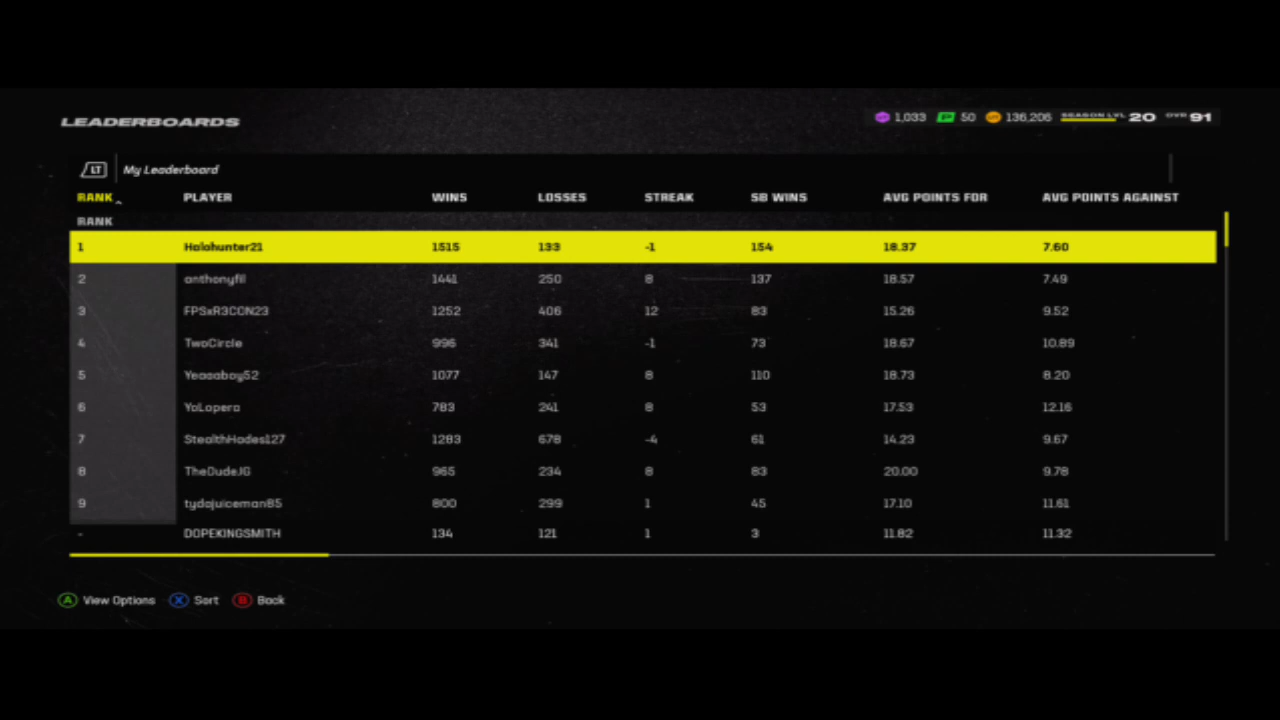 LEADERBOARDS 1,033 50 136,206 SEASON LVL 20 OVR 91
LT My Leaderboard
RANK PLAYER WINS LOSSES STREAK SB WINS AVG POINTS FOR AVG POINTS AGAINST
RANK
1 Halohunter21 1515 133 -1 154 18.37 7.60
2 anthonyfil 1441 250 8 137 18.57 7.49
3 FPSxR3CON23 1252 406 12 83 15.26 9.52
4 TwoCircle 996 341 -1 73 18.67 10.89
5 Yeaaaboy52 1077 147 8 110 18.73 8.20
6 YoLopera 783 241 8 53 17.53 12.16
7 StealthHades127 1283 678 -4 61 14.23 9.67
8 TheDudeJG 965 234 8 83 20.00 9.78
9 tydajuiceman85 800 299 1 45 17.10 11.61
- DOPEKINGSMITH 134 121 1 3 11.82 11.32
A View Options X Sort B Back